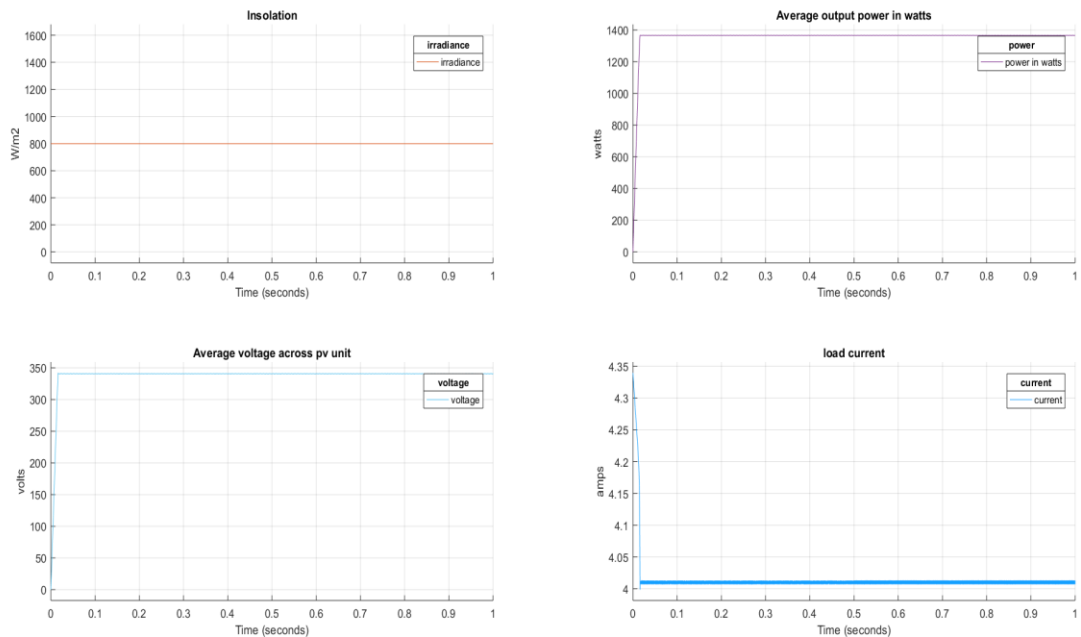 Insolation
1600
1400
1200
1000
800
600
400
200
0
W/m2
irradiance
irradiance
0 0.1 0.2 0.3 0.4 0.5 0.6 0.7 0.8 0.9 1
Time (seconds)
Average output power in watts
1400
1200
1000
800
600
400
200
0
watts
power
power in watts
0 0.1 0.2 0.3 0.4 0.5 0.6 0.7 0.8 0.9 1
Time (seconds)
Average voltage across pv unit
350
300
250
200
150
100
50
0
volts
voltage
voltage
0 0.1 0.2 0.3 0.4 0.5 0.6 0.7 0.8 0.9 1
Time (seconds)
load current
4.35
4.3
4.25
4.2
4.15
4.1
4.05
4
amps
current
current
0 0.1 0.2 0.3 0.4 0.5 0.6 0.7 0.8 0.9 1
Time (seconds)